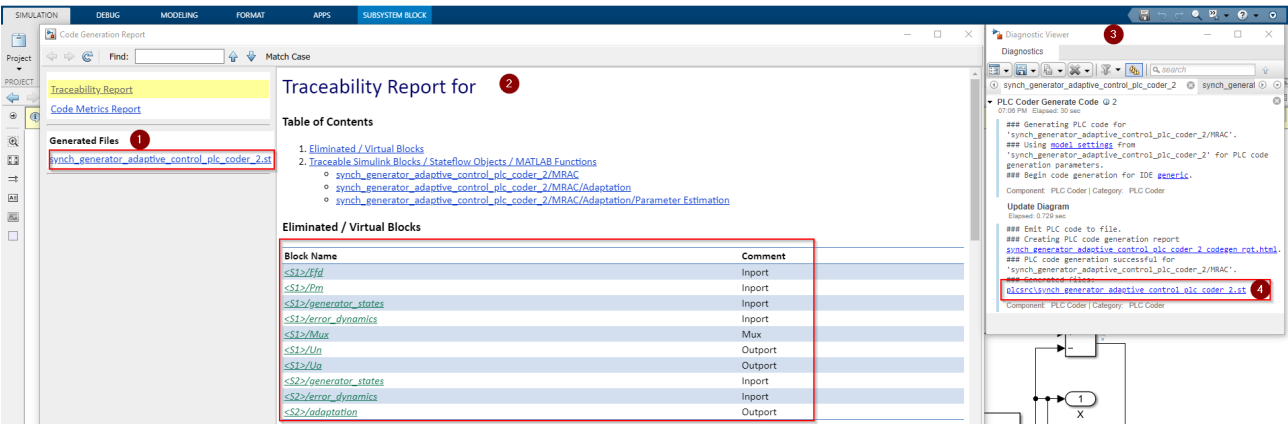 SIMULATION DEBUG MODELING FORMAT APPS SUBSYSTEM BLOCK
Project
PROJECT
Code Generation Report
Find: Match Case
Traceability Report
Code Metrics Report
Generated Files 1
synch_generator_adaptive_control_plc_coder_2.st
Traceability Report for 2
Table of Contents
1. Eliminated / Virtual Blocks
2. Traceable Simulink Blocks / Stateflow Objects / MATLAB Functions
synch_generator_adaptive_control_plc_coder_2/MRAC
synch_generator_adaptive_control_plc_coder_2/MRAC/Adaptation
synch_generator_adaptive_control_plc_coder_2/MRAC/Adaptation/Parameter Estimation
Eliminated / Virtual Blocks
Block Name Comment
<S1>/Efd Inport
<S1>/Pm Inport
<S1>/generator_states Inport
<S1>/error_dynamics Inport
<S1>/Mux Mux
<S1>/Un Outport
<S1>/Ua Outport
<S2>/generator_states Inport
<S2>/error_dynamics Inport
<S2>/adaptation Outport
Diagnostic Viewer 3
Diagnostics
search
synch_generator_adaptive_control_plc_coder_2 synch_generat
PLC Coder Generate Code 2
07:06 PM Elapsed: 30 sec
### Generating PLC code for
'synch_generator_adaptive_control_plc_coder_2/MRAC'.
### Using model settings from
'synch_generator_adaptive_control_plc_coder_2' for PLC code
generation parameters.
### Begin code generation for IDE generic.
Component: PLC Coder | Category: PLC Coder
Update Diagram
Elapsed: 0.729 sec
### Emit PLC code to file.
### Creating PLC code generation report
synch_generator_adaptive_control_plc_coder_2_codegen_rpt.html.
### PLC code generation successful for
'synch_generator_adaptive_control_plc_coder_2/MRAC'.
### Generated files:
plcsrc\synch_generator_adaptive_control_plc_coder_2.st 4
Component: PLC Coder | Category: PLC Coder
1
X